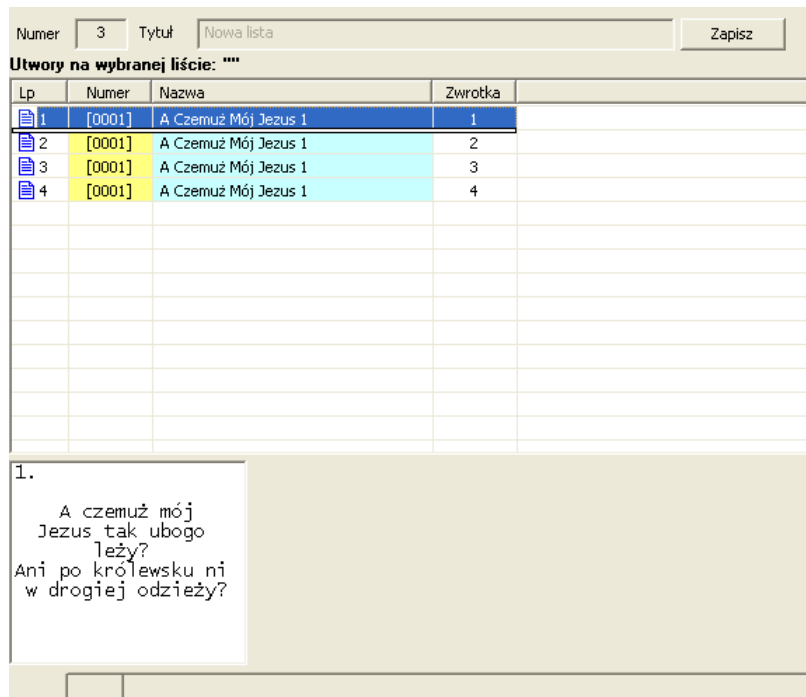 Numer 3 Tytuł Nowa lista Zapisz
Utwory na wybranej liście: ""
Lp Numer Nazwa Zwrotka
1 [0001] A Czemuż Mój Jezus 1 1
2 [0001] A Czemuż Mój Jezus 1 2
3 [0001] A Czemuż Mój Jezus 1 3
4 [0001] A Czemuż Mój Jezus 1 4
1.
A czemuż mój
Jezus tak ubogo
leży?
Ani po królewsku ni
w drogiej odzieży?